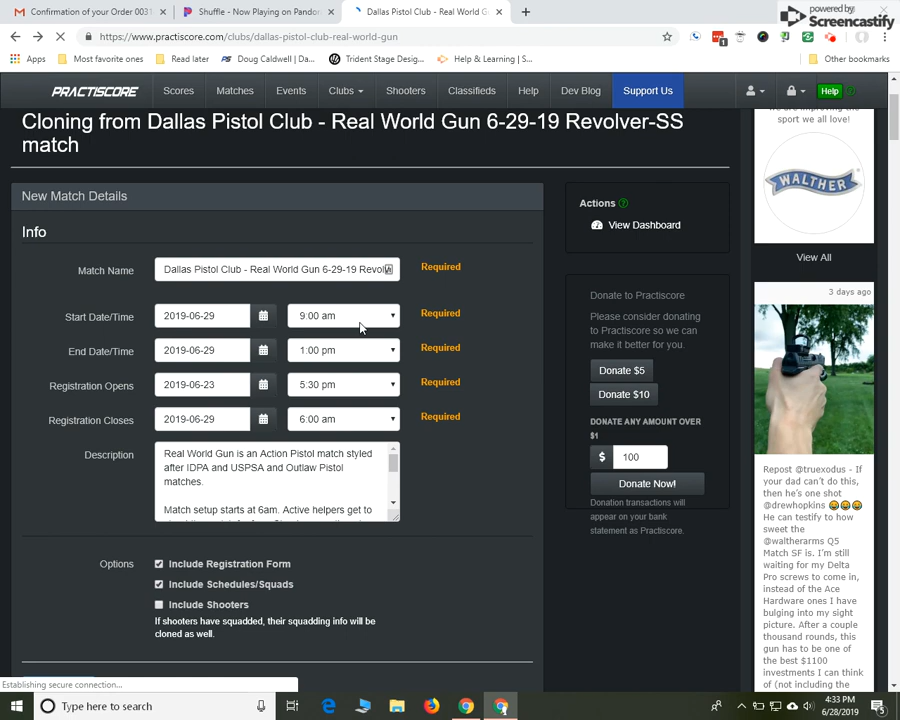 Confirmation of your Order 0031
Shuffle - Now Playing on Pandora
Dallas Pistol Club - Real World G
powered by
Screencastify
https://www.practiscore.com/clubs/dallas-pistol-club-real-world-gun
1
Apps
Most favorite ones
Read later
Doug Caldwell | Da...
Trident Stage Desig...
Help & Learning | S...
Other bookmarks
PRACTISCORE
Scores
Matches
Events
Clubs
Shooters
Classifieds
Help
Dev Blog
Support Us
Help
Cloning from Dallas Pistol Club - Real World Gun 6-29-19 Revolver-SS
match
New Match Details
Info
Match Name
Dallas Pistol Club - Real World Gun 6-29-19 Revolv
Required
Start Date/Time
2019-06-29
9:00 am
Required
End Date/Time
2019-06-29
1:00 pm
Required
Registration Opens
2019-06-23
5:30 pm
Required
Registration Closes
2019-06-29
6:00 am
Required
Description
Real World Gun is an Action Pistol match styled
after IDPA and USPSA and Outlaw Pistol
matches.
Match setup starts at 6am. Active helpers get to
Options
Include Registration Form
Include Schedules/Squads
Include Shooters
If shooters have squadded, their squadding info will be
cloned as well.
Actions
View Dashboard
Donate to Practiscore
Please consider donating
to Practiscore so we can
make it better for you.
Donate $5
Donate $10
DONATE ANY AMOUNT OVER
$1
$
100
Donate Now!
Donation transactions will
appear on your bank
statement as Practiscore.
we are improving the
sport we all love!
WALTHER
View All
3 days ago
Repost @truexodus - If
your dad can't do this,
then he's one shot
@drewhopkins 😄😄😄
He can testify to how
sweet the
@waltherarms Q5
Match SF is. I'm still
waiting for my Delta
Pro screws to come in,
instead of the Ace
Hardware ones I have
bulging into my sight
picture. After a couple
thousand rounds, this
gun has to be one of
the best $1100
investments I can think
of (not including the
Establishing secure connection...
Type here to search
4:33 PM
6/28/2019
5